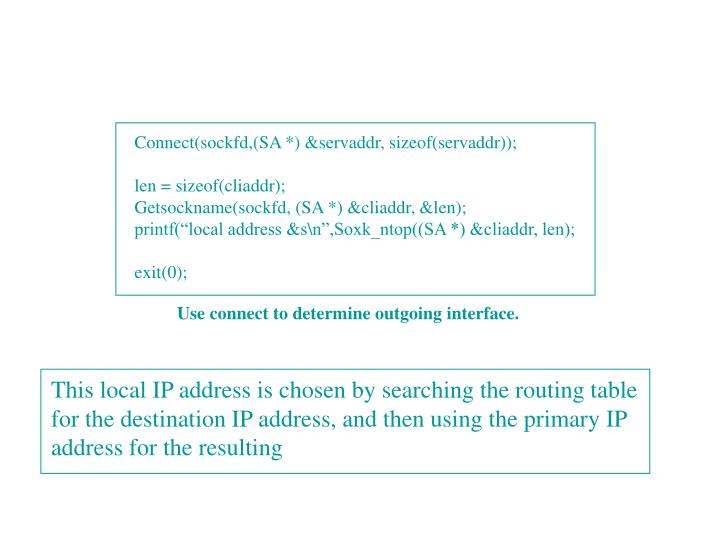 Connect(sockfd,(SA *) &servaddr, sizeof(servaddr));
len = sizeof(cliaddr);
Getsockname(sockfd, (SA *) &cliaddr, &len);
printf(“local address &s\n”,Soxk_ntop((SA *) &cliaddr, len);
exit(0);
Use connect to determine outgoing interface.
This local IP address is chosen by searching the routing table
for the destination IP address, and then using the primary IP
address for the resulting